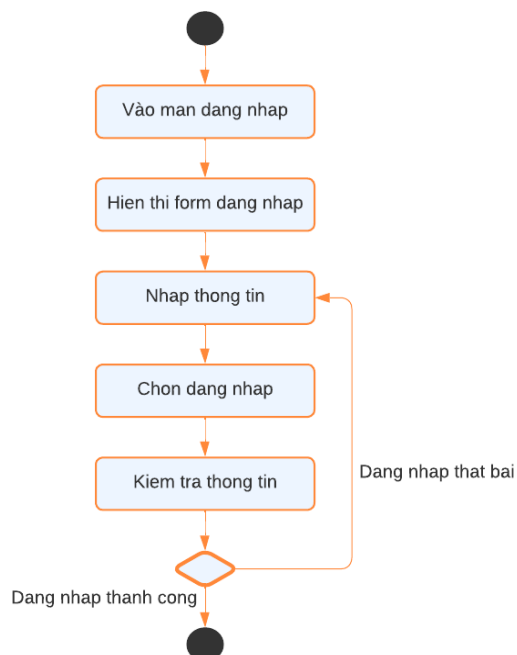 Vào man dang nhap
Hien thi form dang nhap
Nhap thong tin
Chon dang nhap
Kiem tra thong tin
Dang nhap that bai
Dang nhap thanh cong